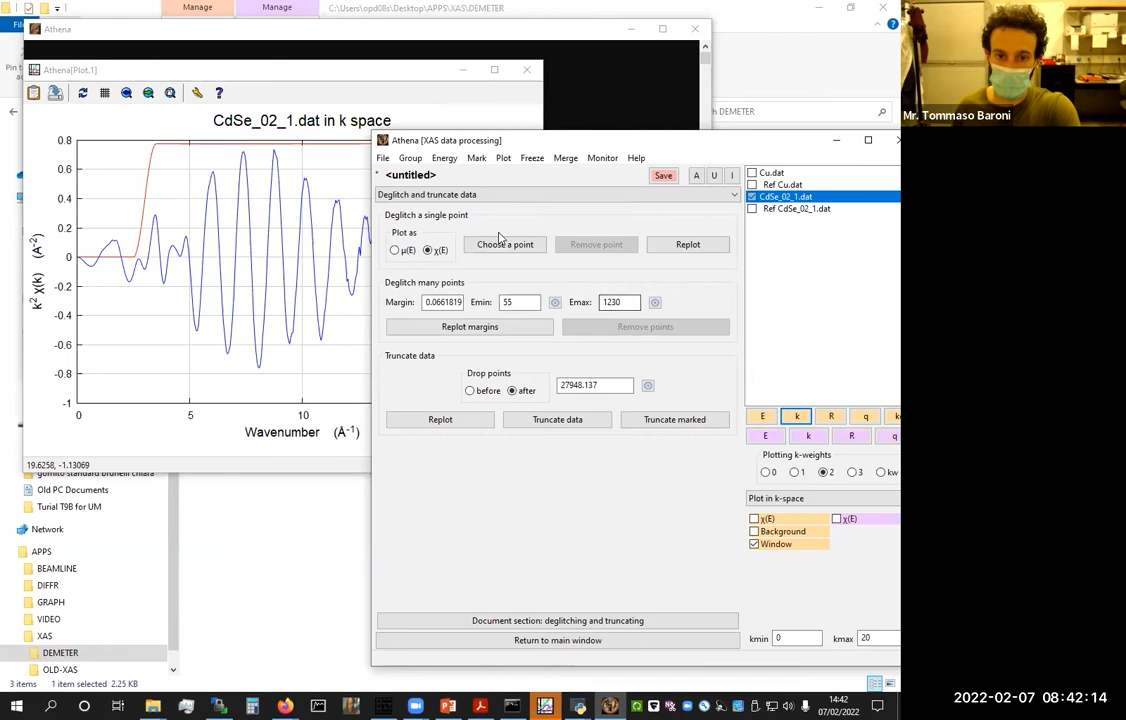 Manage
Manage
C:\Users\opd08s\Desktop\APPS\XAS\DEMETER
Athena
Athena[Plot.1]
CdSe_02_1.dat in k space
0.8
0.6
0.4
0.2
0
-0.2
-0.4
-0.6
-0.8
-1
0
5
10
k² χ(k) (Å⁻²)
Wavenumber (Å⁻¹)
19.6258, -1.13069
Old PC Documents
Turial T9B for UM
Network
APPS
BEAMLINE
DIFFR
GRAPH
VIDEO
XAS
DEMETER
OLD-XAS
3 items
1 item selected 2.25 KB
DEMETER
Athena [XAS data processing]
File Group Energy Mark Plot Freeze Merge Monitor Help
* <untitled>
Save
A
U
I
Deglitch and truncate data
Deglitch a single point
Plot as
μ(E)
χ(E)
Choose a point
Remove point
Replot
Deglitch many points
Margin: 0.0661819 Emin: 55 Emax: 1230
Replot margins
Remove points
Truncate data
Drop points
before
after
27948.137
Replot
Truncate data
Truncate marked
Document section: deglitching and truncating
Return to main window
Cu.dat
Ref Cu.dat
CdSe_02_1.dat
Ref CdSe_02_1.dat
E k R q
E k R q
Plotting k-weights
0 1 2 3 kw
Plot in k-space
χ(E)
χ(E)
Background
Window
kmin 0 kmax 20
Mr. Tommaso Baroni
14:42
07/02/2022
2022-02-07 08:42:14